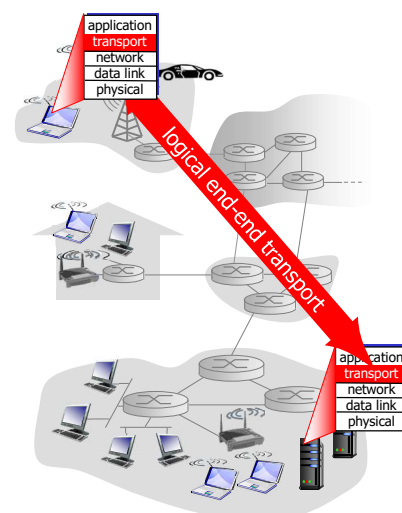 application
transport
network
data link
physical
logical end-end transport
application
transport
network
data link
physical